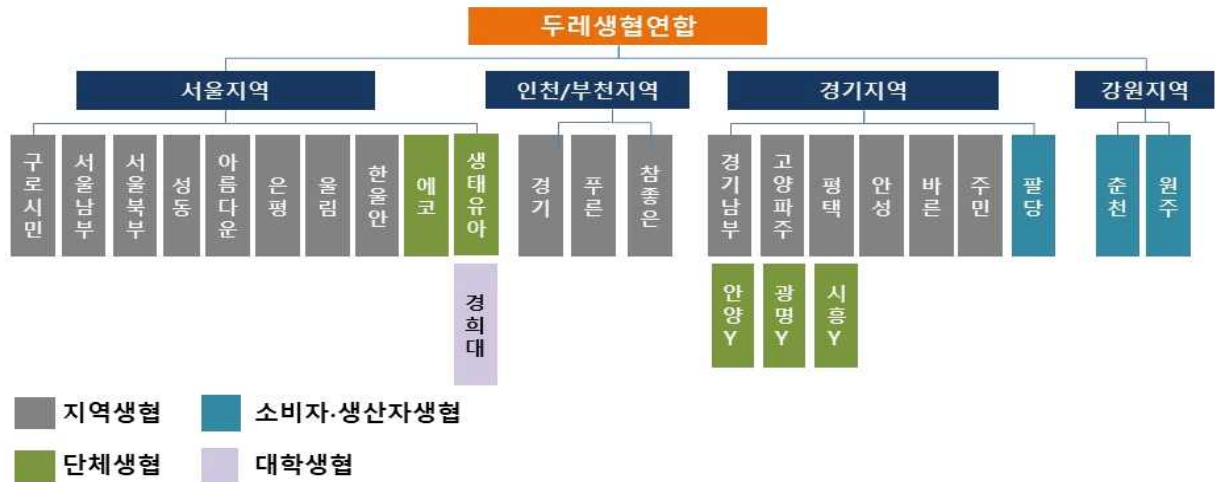 두레생협연합
서울지역
인천/부천지역
경기지역
강원지역
구로시민
서울남부
서울북부
성동
아름다운
은평
울림
한울안
에코
생태유아
경기
푸른
참좋은
경기남부
고양파주
평택
안성
바른
주민
팔당
춘천
원주
경희대
안양Y
광명Y
시흥Y
지역생협
소비자·생산자생협
단체생협
대학생협